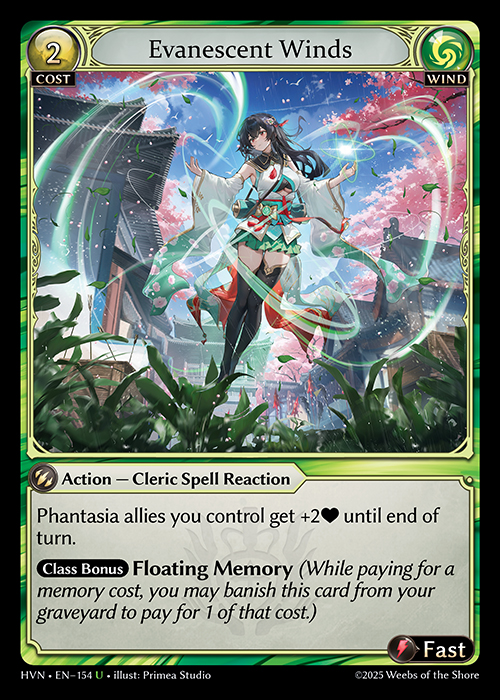 2
Evanescent Winds
COST
WIND
Action — Cleric Spell Reaction
Phantasia allies you control get +2♥ until end of
turn.
Class Bonus Floating Memory (While paying for a
memory cost, you may banish this card from your
graveyard to pay for 1 of that cost.)
Fast
HVN • EN–154 U • illust: Primea Studio
©2025 Weebs of the Shore